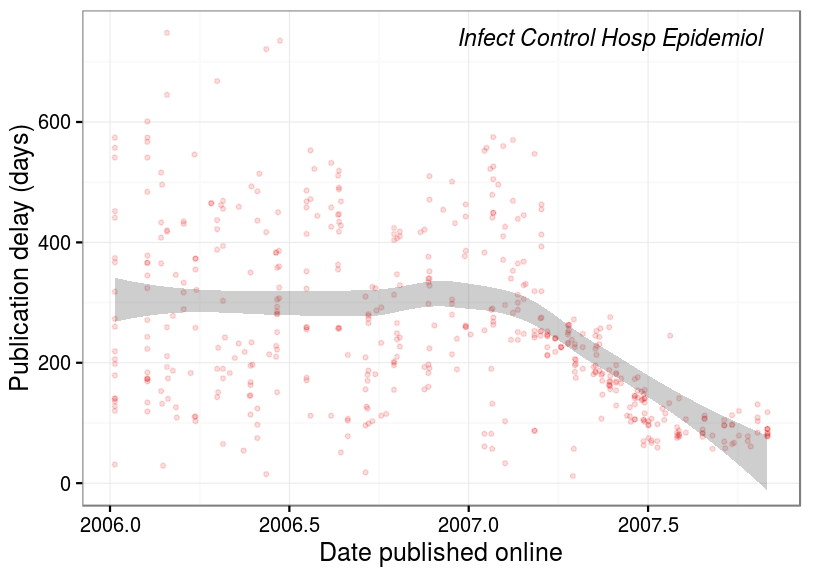 Infect Control Hosp Epidemiol
Publication delay (days)
600
400
200
0
2006.0 2006.5 2007.0 2007.5
Date published online